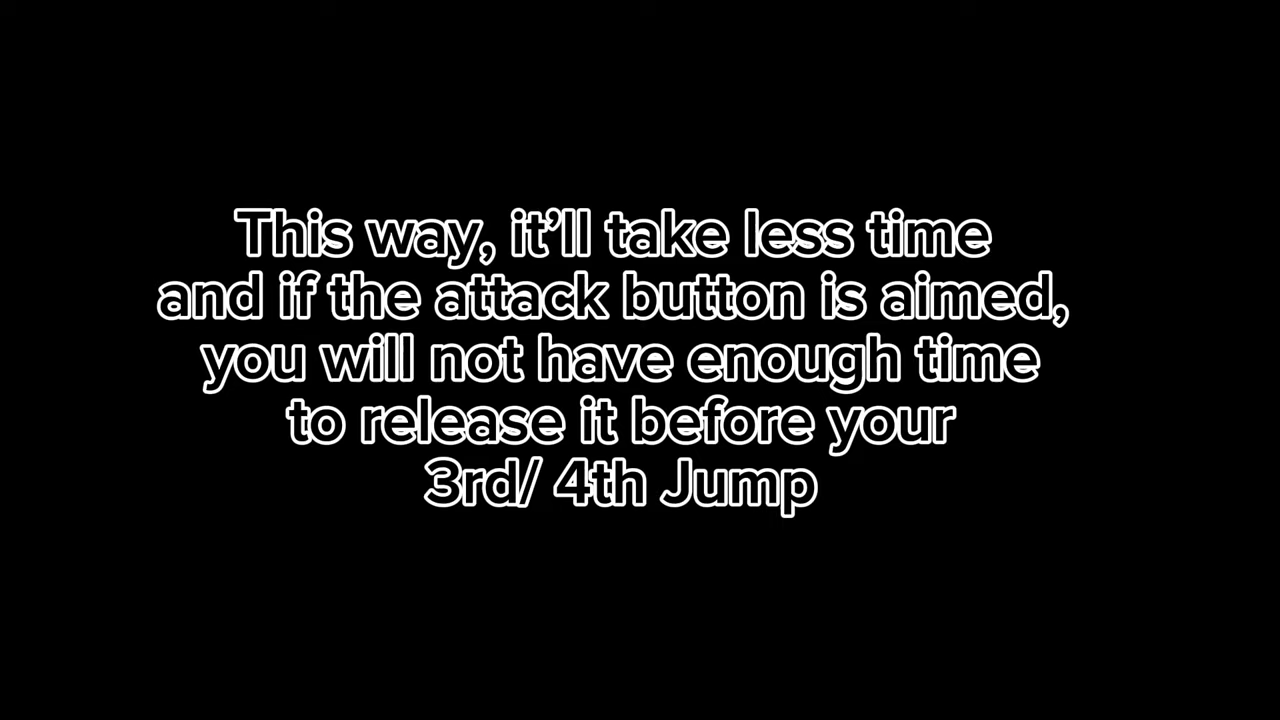 This way, it’ll take less time
and if the attack button is aimed,
you will not have enough time
to release it before your
3rd/ 4th Jump